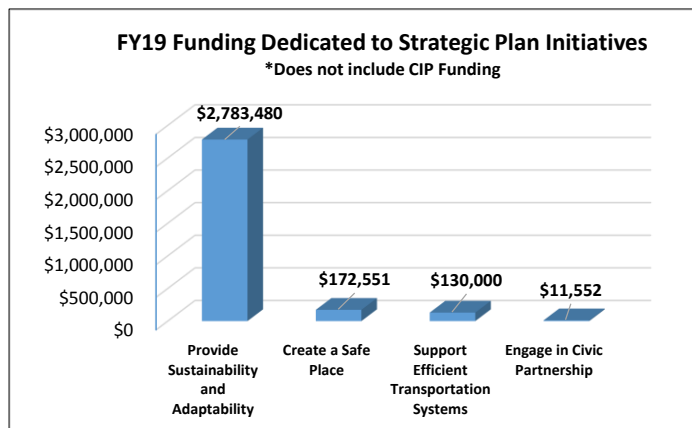 FY19 Funding Dedicated to Strategic Plan Initiatives
*Does not include CIP Funding
$2,783,480
$3,000,000
$2,500,000
$2,000,000
$1,500,000
$1,000,000
$500,000
$0
$172,551
$130,000
$11,552
Provide
Sustainability
and
Adaptability
Create a Safe
Place
Support
Efficient
Transportation
Systems
Engage in Civic
Partnership